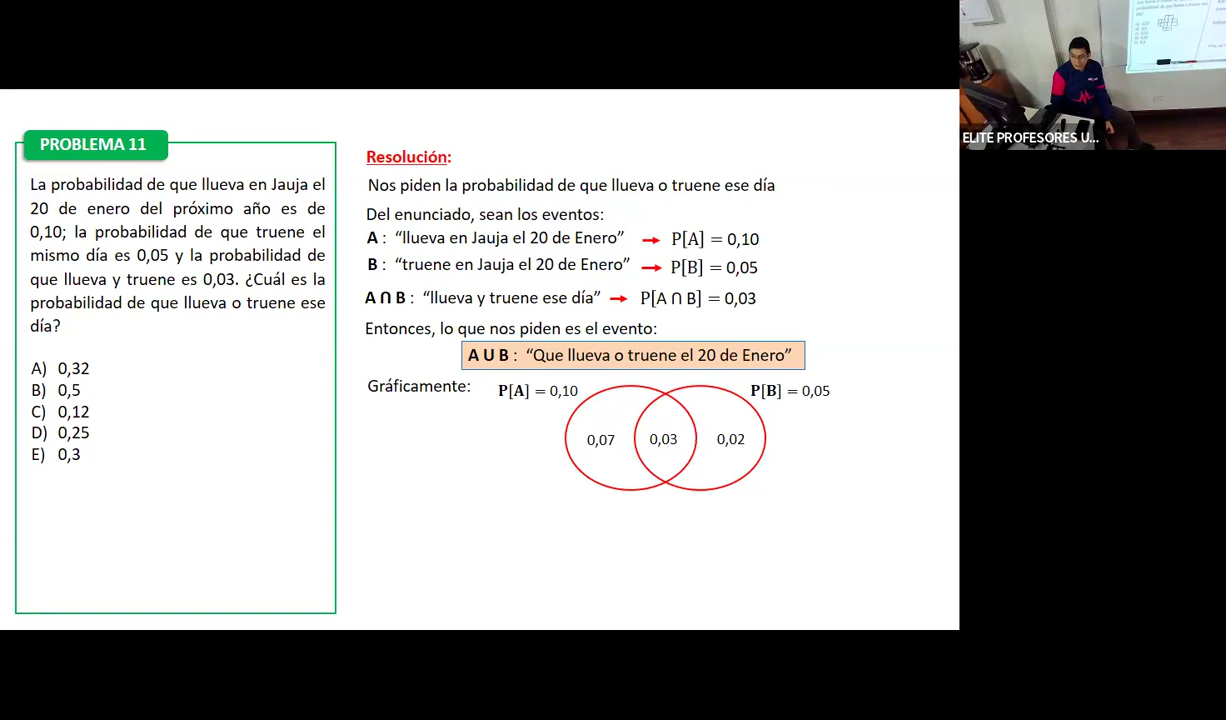 PROBLEMA 11
La probabilidad de que llueva en Jauja el
20 de enero del próximo año es de
0,10; la probabilidad de que truene el
mismo día es 0,05 y la probabilidad de
que llueva y truene es 0,03. ¿Cuál es la
probabilidad de que llueva o truene ese
día?
A) 0,32
B) 0,5
C) 0,12
D) 0,25
E) 0,3
Resolución:
Nos piden la probabilidad de que llueva o truene ese día
Del enunciado, sean los eventos:
A : “llueva en Jauja el 20 de Enero” → P[A] = 0,10
B : “truene en Jauja el 20 de Enero” → P[B] = 0,05
A ∩ B : “llueva y truene ese día” → P[A ∩ B] = 0,03
Entonces, lo que nos piden es el evento:
A U B : “Que llueva o truene el 20 de Enero”
Gráficamente: P[A] = 0,10 P[B] = 0,05
0,07 0,03 0,02
ELITE PROFESORES U...